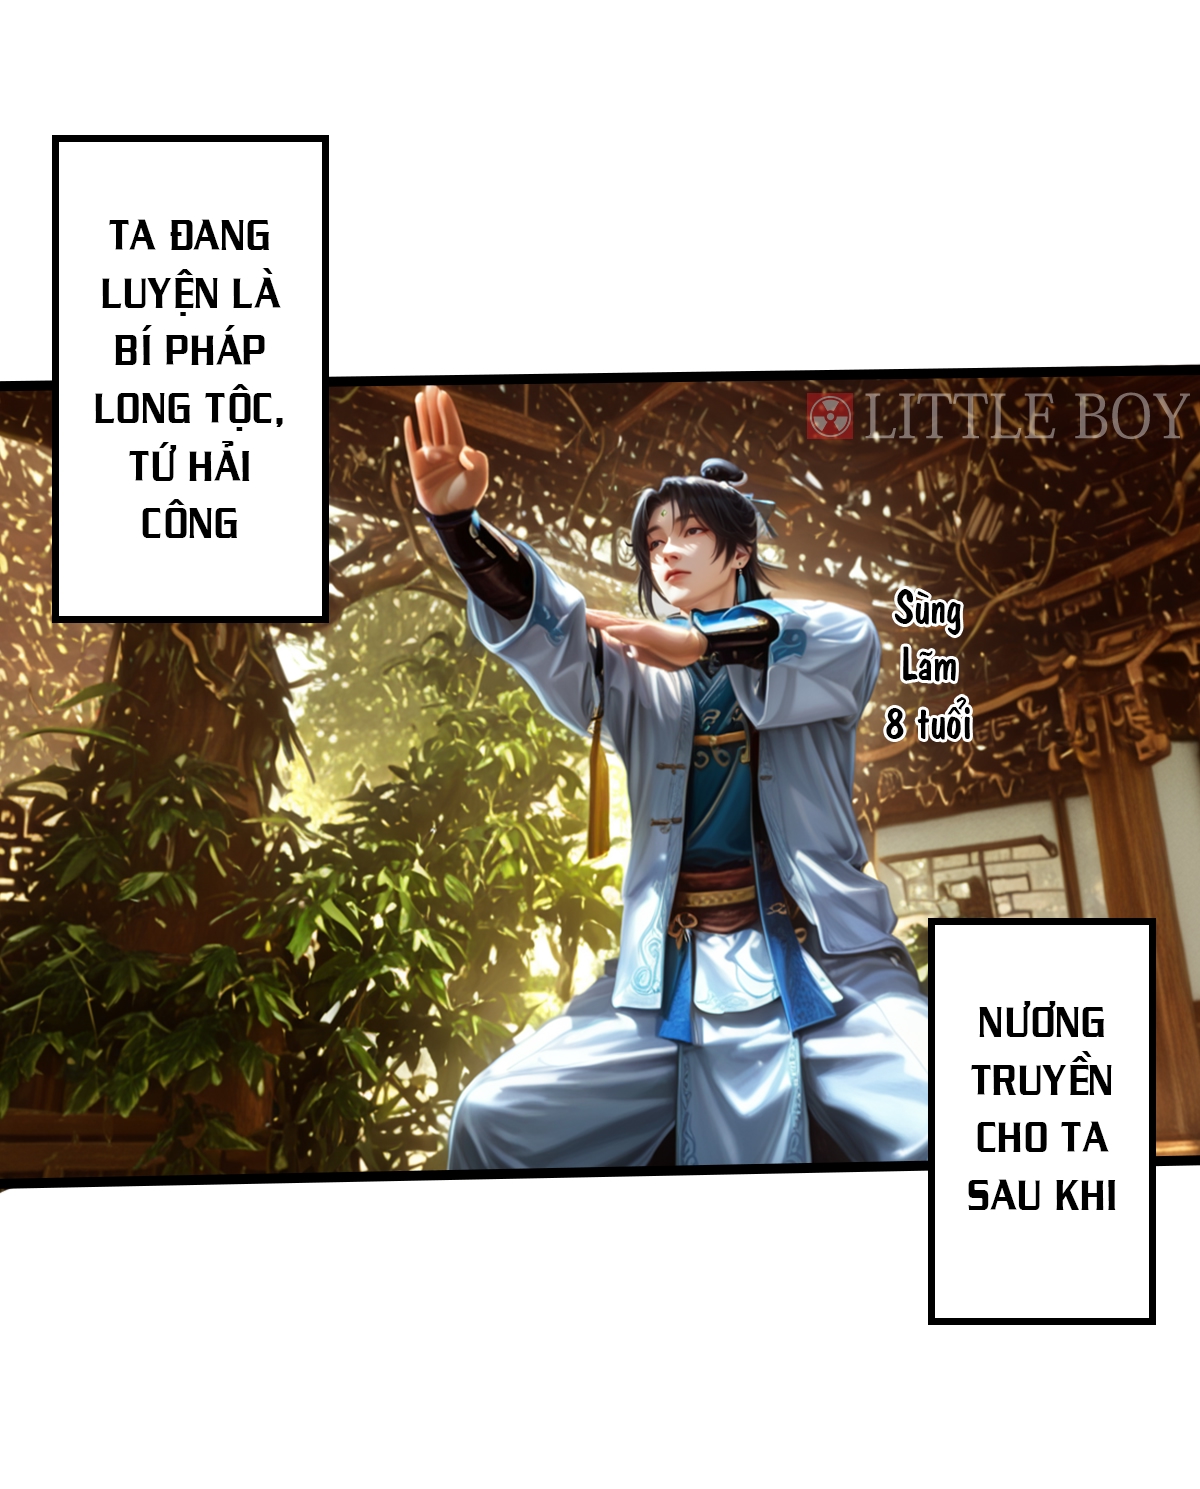 TA ĐANG
LUYỆN LÀ
BÍ PHÁP
LONG TỘC,
TỨ HẢI
CÔNG
LITTLE BOY
Sùng
Lãm
8 tuổi
NƯƠNG
TRUYỀN
CHO TA
SAU KHI